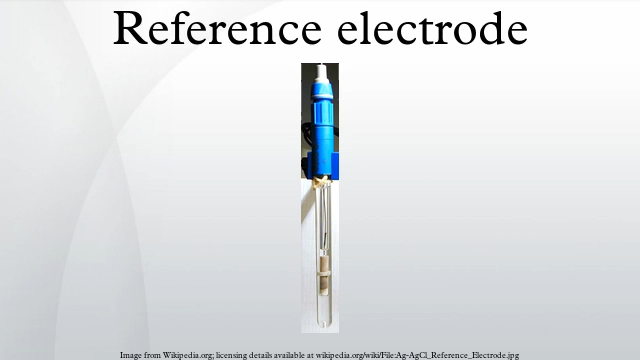 Reference electrode
Image from Wikipedia.org; licensing details available at wikipedia.org/wiki/File:Ag-AgCl_Reference_Electrode.jpg